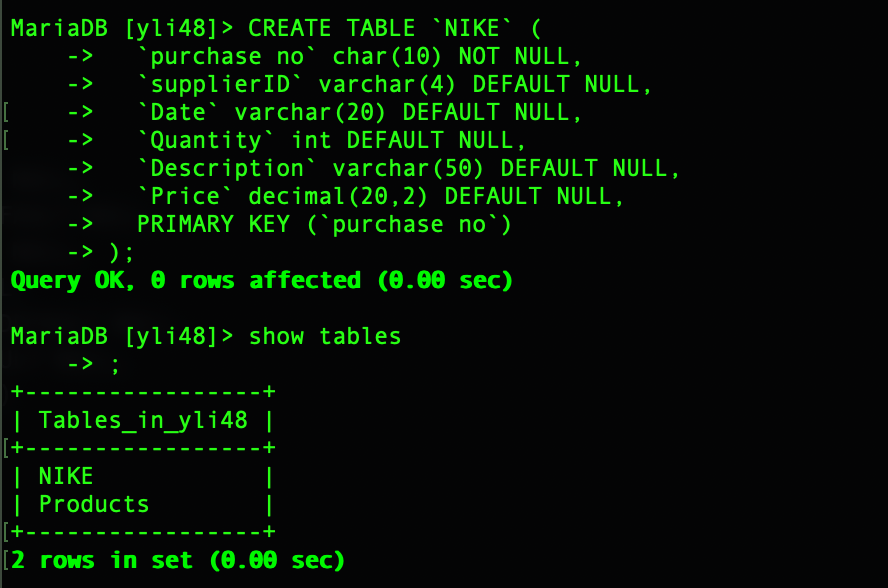 MariaDB [yli48]> CREATE TABLE `NIKE` (
    ->   `purchase no` char(10) NOT NULL,
    ->   `supplierID` varchar(4) DEFAULT NULL,
[    ->   `Date` varchar(20) DEFAULT NULL,
[    ->   `Quantity` int DEFAULT NULL,
    ->   `Description` varchar(50) DEFAULT NULL,
    ->   `Price` decimal(20,2) DEFAULT NULL,
    ->   PRIMARY KEY (`purchase no`)
    -> );
Query OK, 0 rows affected (0.00 sec)

MariaDB [yli48]> show tables
    -> ;
+-----------------+
| Tables_in_yli48 |
[+-----------------+
| NIKE            |
| Products        |
[+-----------------+
[2 rows in set (0.00 sec)